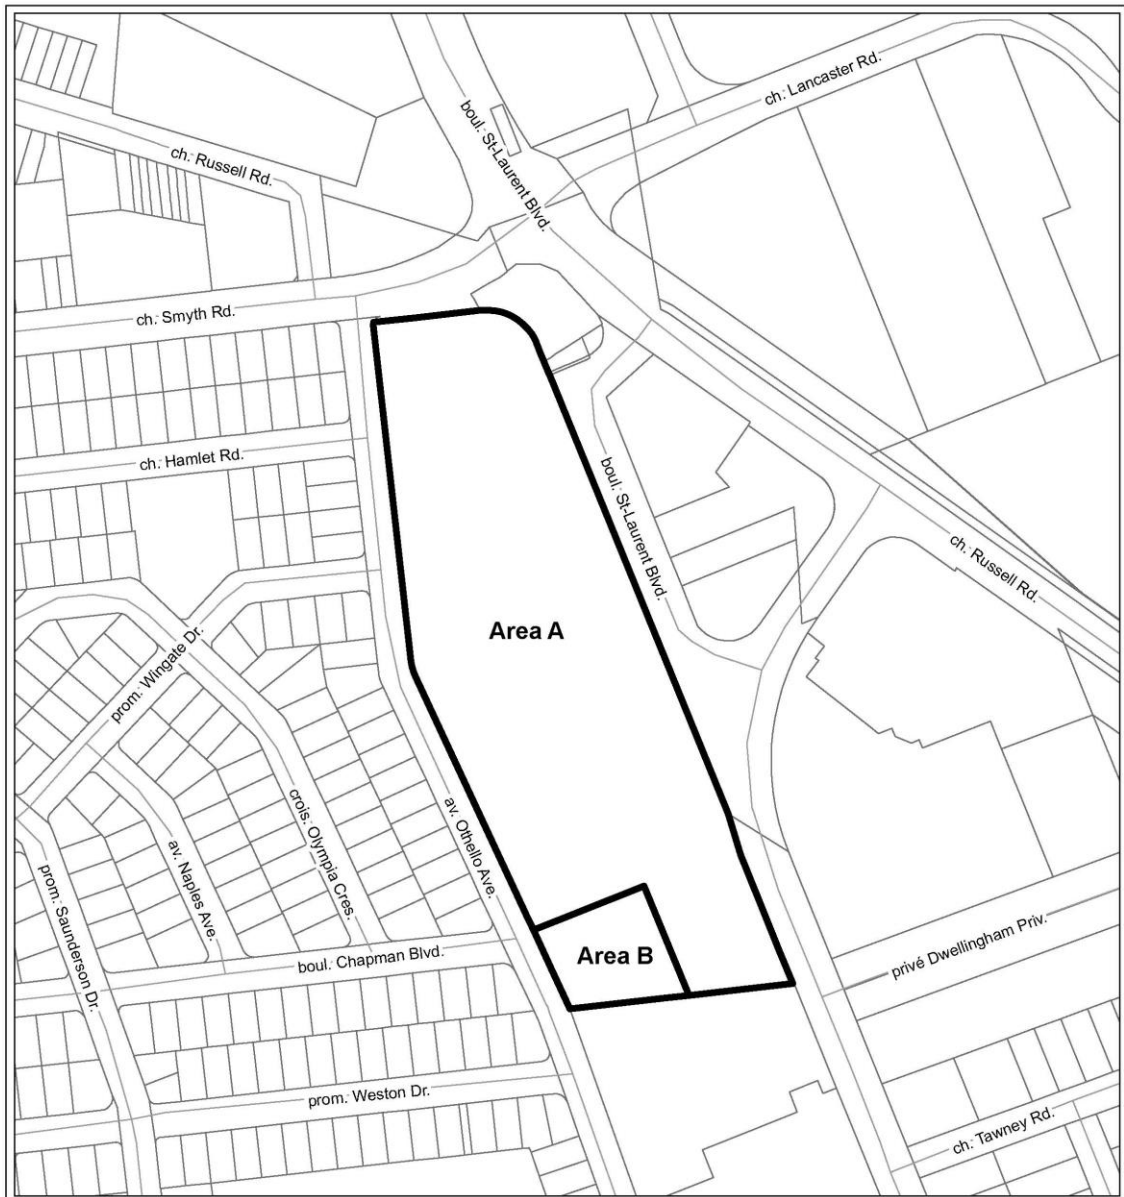 ch. Lancaster Rd.
boul. St-Laurent Blvd.
ch. Russell Rd.
ch. Smyth Rd.
ch. Hamlet Rd.
boul. St-Laurent Blvd.
ch. Russell Rd.
Area A
prom. Wingate Dr.
crois. Olympia Cres.
av. Othello Ave.
av. Naples Ave.
prom. Saunderson Dr.
boul. Chapman Blvd.
Area B
privé Dwellingham Priv.
prom. Weston Dr.
ch. Tawney Rd.